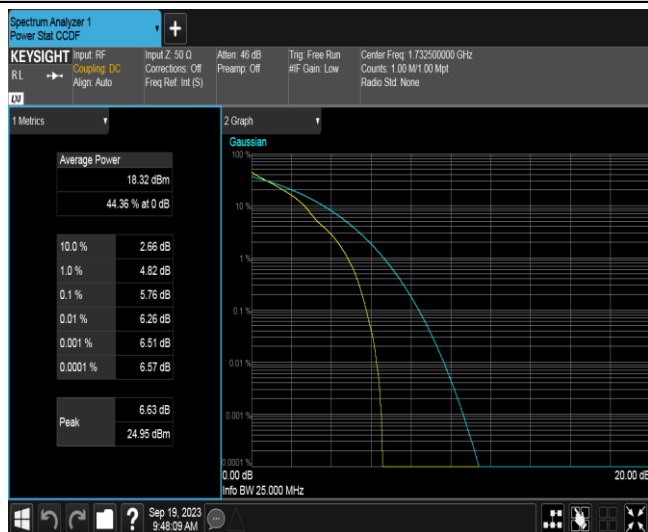 Spectrum Analyzer 1
Power Stat CCDF
+
KEYSIGHT
RL
LXI
Input: RF
Coupling: DC
Align: Auto
Input Z: 50 Ω
Corrections: Off
Freq Ref: Int (S)
Atten: 46 dB
Preamp: Off
Trig: Free Run
#IF Gain: Low
Center Freq: 1.732500000 GHz
Counts: 1.00 M/1.00 Mpt
Radio Std: None
1 Metrics
Average Power
18.32 dBm
44.36 % at 0 dB
10.0 % 2.66 dB
1.0 % 4.82 dB
0.1 % 5.76 dB
0.01 % 6.26 dB
0.001 % 6.51 dB
0.0001 % 6.57 dB
Peak 6.63 dB
24.95 dBm
2 Graph
Gaussian
100 %
10 %
1 %
0.1 %
0.01 %
0.001 %
0.0001 %
0.00 dB 20.00 dB
Info BW 25.000 MHz
?
Sep 19, 2023
9:48:09 AM